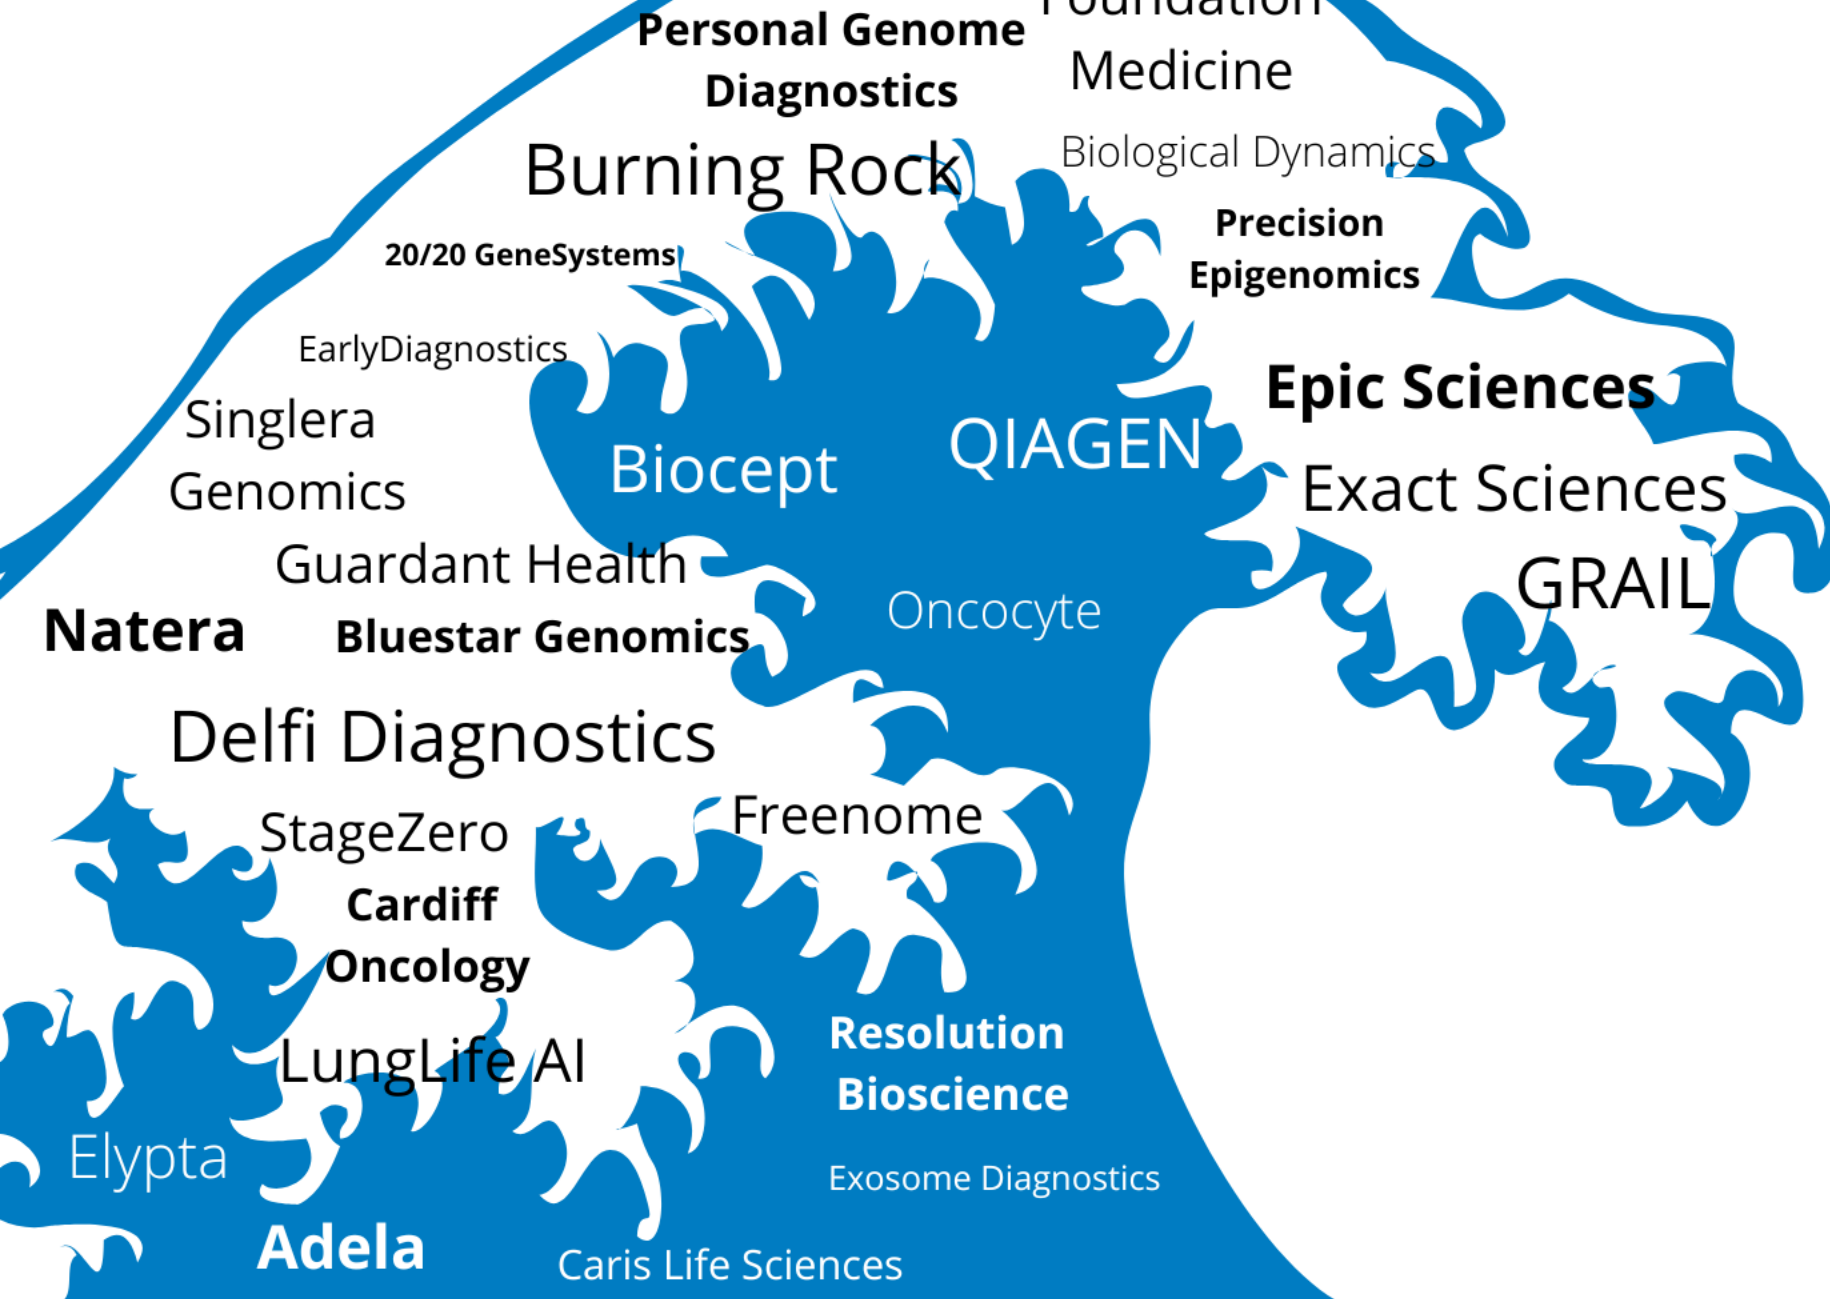 Foundation
Personal Genome
Diagnostics
Medicine
Burning Rock
Biological Dynamics
Precision
Epigenomics
20/20 GeneSystems
EarlyDiagnostics
Epic Sciences
Singlera
Genomics
Biocept
QIAGEN
Exact Sciences
Guardant Health
GRAIL
Natera
Bluestar Genomics
Oncocyte
Delfi Diagnostics
StageZero
Freenome
Cardiff
Oncology
LungLife AI
Resolution
Bioscience
Elypta
Exosome Diagnostics
Adela
Caris Life Sciences